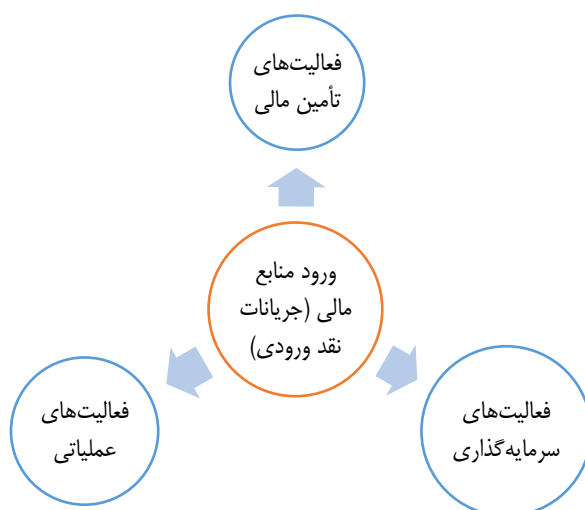 فعالیت‌های
تأمین مالی
ورود منابع
مالی (جریانات
نقد ورودی)
فعالیت‌های
سرمایه‌گذاری
فعالیت‌های
عملیاتی